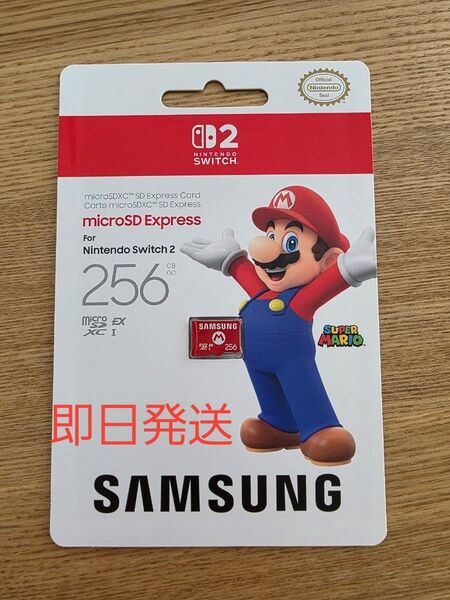 Official
Nintendo
Seal
2
NINTENDO
SWITCH
microSDXC™ SD Express Card
Carte microSDXC™ SD Express
microSD Express
For
Nintendo Switch 2
256 GB GO
micro SD XC EX I
SAMSUNG
M
256
SUPER
MARIO
即日発送
SAMSUNG